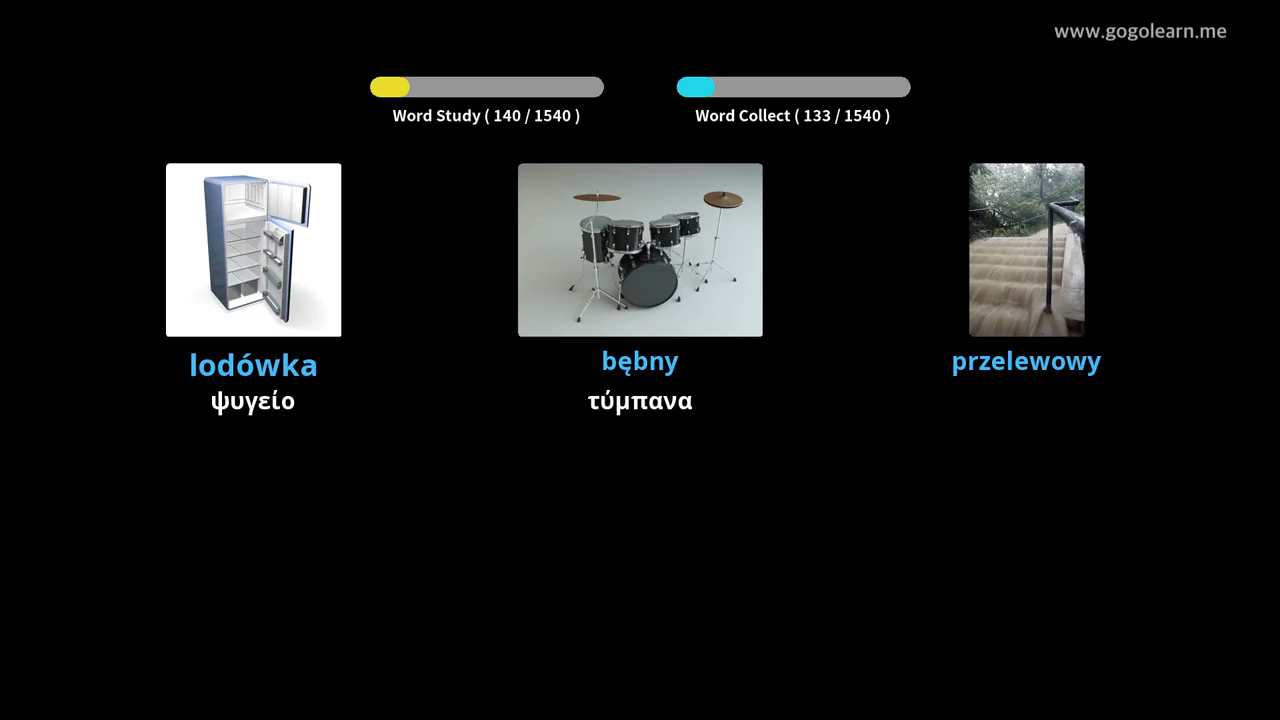 www.gogolearn.me
Word Study ( 140 / 1540 )
Word Collect ( 133 / 1540 )
lodówka
ψυγείο
bębny
τύμπανα
przelewowy